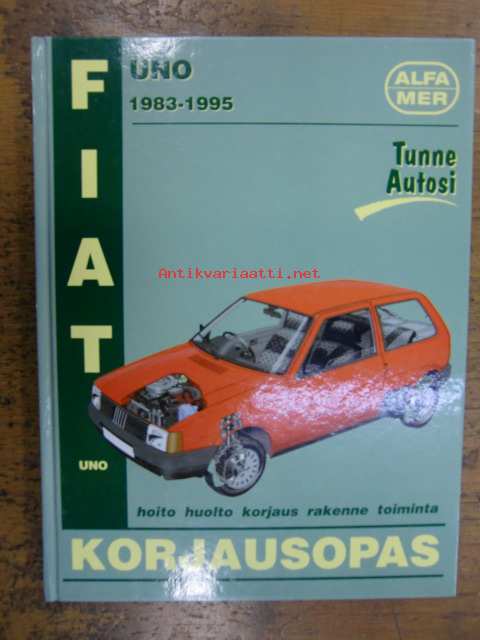 FIAT
UNO
1983-1995
ALFA
MER
Tunne
Autosi
Antikvariaatti.net
UNO
hoito huolto korjaus rakenne toiminta
KORJAUSOPAS